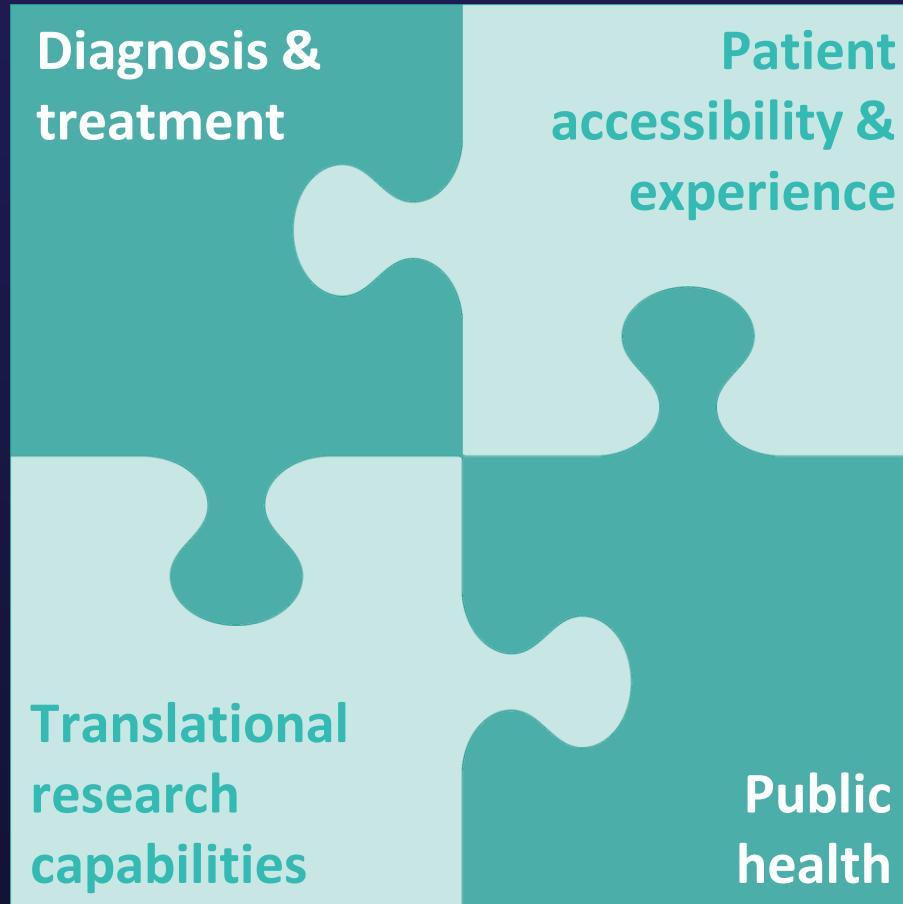 Diagnosis &
treatment
Patient
accessibility &
experience
Translational
research
capabilities
Public
health